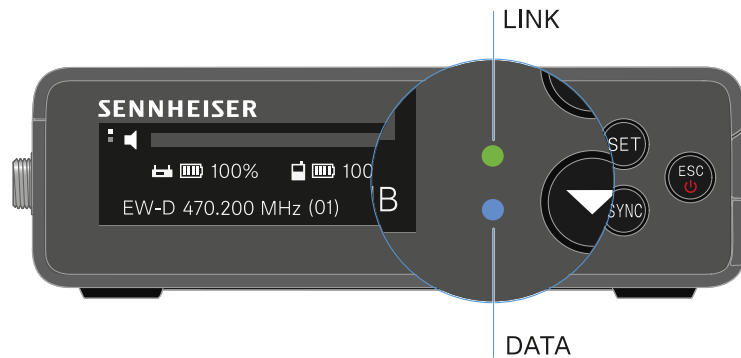 LINK
SENNHEISER
SET
ESC
100% 100
SYNC
EW-D 470.200 MHz (01) B
DATA